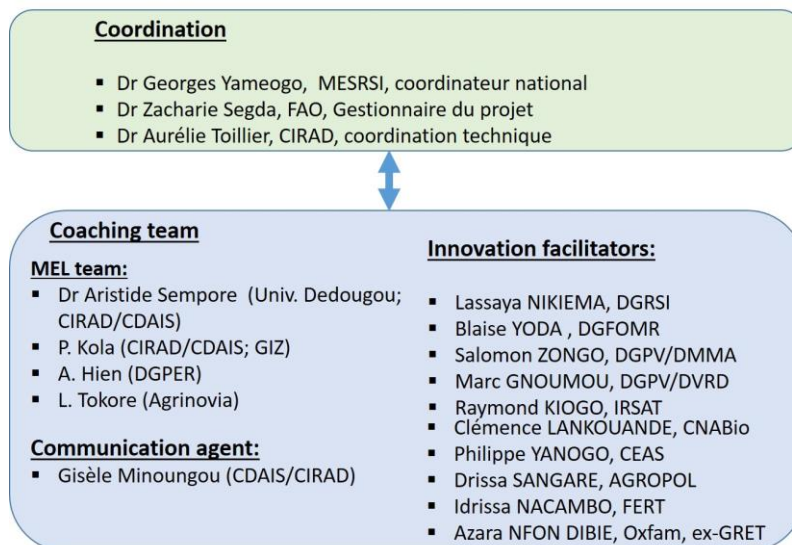 Coordination
▪ Dr Georges Yameogo, MESRSI, coordinateur national
▪ Dr Zacharie Segda, FAO, Gestionnaire du projet
▪ Dr Aurélie Toillier, CIRAD, coordination technique
Coaching team
MEL team:
▪ Dr Aristide Sempore (Univ. Dedougou;
CIRAD/CDAIS)
▪ P. Kola (CIRAD/CDAIS; GIZ)
▪ A. Hien (DGPER)
▪ L. Tokore (Agrinovia)
Communication agent:
▪ Gisèle Minoungou (CDAIS/CIRAD)
Innovation facilitators:
▪ Lassaya NIKIEMA, DGRSI
▪ Blaise YODA , DGFOMR
▪ Salomon ZONGO, DGPV/DMMA
▪ Marc GNOUMOU, DGPV/DVRD
▪ Raymond KIOGO, IRSAT
▪ Clémence LANKOUANDE, CNABio
▪ Philippe YANOGO, CEAS
▪ Drissa SANGARE, AGROPOL
▪ Idrissa NACAMBO, FERT
▪ Azara NFON DIBIE, Oxfam, ex-GRET